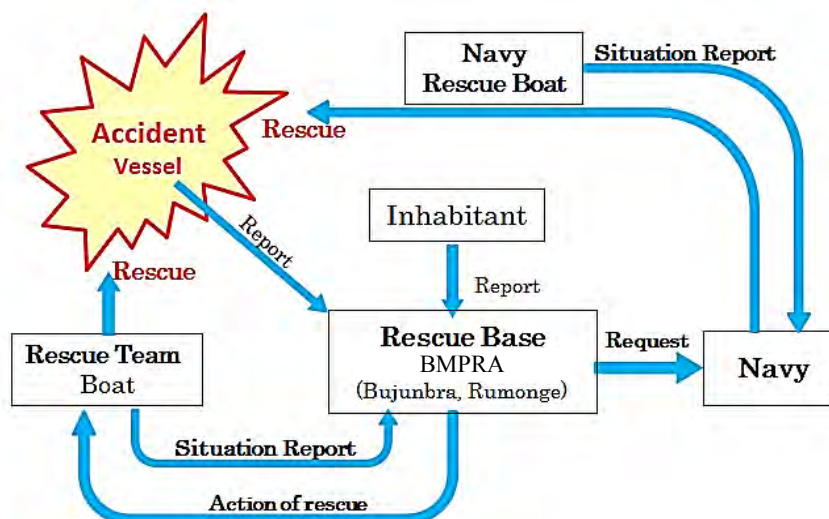 Navy
Rescue Boat
Situation Report
Accident
Vessel
Rescue
Inhabitant
Report
Report
Rescue
Rescue Team
Boat
Rescue Base
BMPRA
(Bujunbra, Rumonge)
Request
Navy
Situation Report
Action of rescue